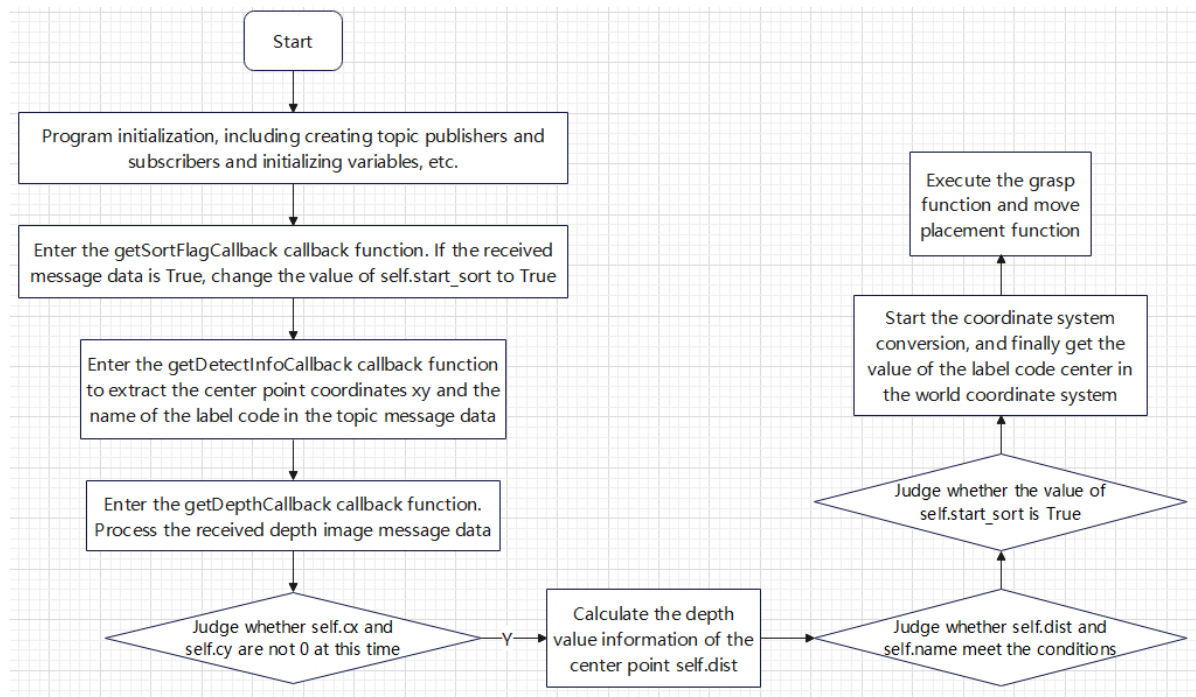 Start
Program initialization, including creating topic publishers and
subscribers and initializing variables, etc.
Enter the getSortFlagCallback callback function. If the received
message data is True, change the value of self.start_sort to True
Enter the getDetectInfoCallback callback function
to extract the center point coordinates xy and the
name of the label code in the topic message data
Enter the getDepthCallback callback function.
Process the received depth image message data
Judge whether self.cx and
self.cy are not 0 at this time
Y
Calculate the depth
value information of the
center point self.dist
Judge whether self.dist and
self.name meet the conditions
Judge whether the value of
self.start_sort is True
Start the coordinate system
conversion, and finally get the
value of the label code center in
the world coordinate system
Execute the grasp
function and move
placement function